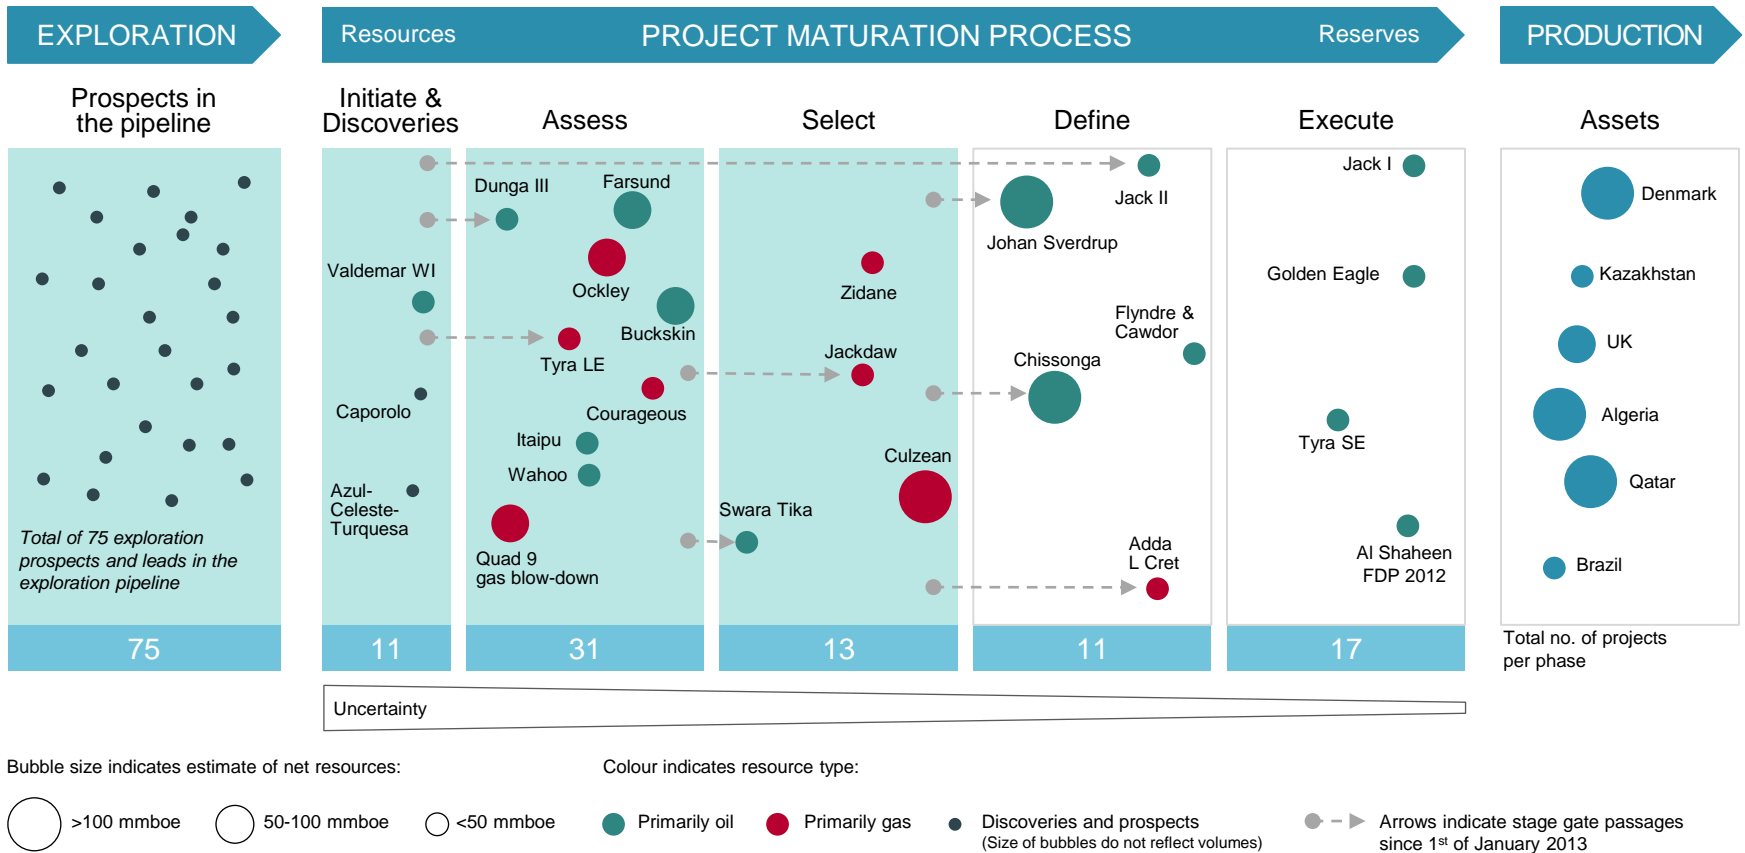 EXPLORATION
Resources
PROJECT MATURATION PROCESS
Reserves
PRODUCTION
Prospects in
the pipeline
Initiate &
Discoveries
Assess
Select
Define
Execute
Assets
Total of 75 exploration
prospects and leads in the
exploration pipeline
Valdemar WI
Caporolo
Azul-
Celeste-
Turquesa
Dunga III
Farsund
Ockley
Buckskin
Tyra LE
Courageous
Itaipu
Wahoo
Quad 9
gas blow-down
Zidane
Jackdaw
Culzean
Swara Tika
Jack II
Johan Sverdrup
Flyndre &
Cawdor
Chissonga
Adda
L Cret
Jack I
Golden Eagle
Tyra SE
Al Shaheen
FDP 2012
Denmark
Kazakhstan
UK
Algeria
Qatar
Brazil
75
11
31
13
11
17
Total no. of projects
per phase
Uncertainty
Bubble size indicates estimate of net resources:
>100 mmboe
50-100 mmboe
<50 mmboe
Colour indicates resource type:
Primarily oil
Primarily gas
Discoveries and prospects
(Size of bubbles do not reflect volumes)
Arrows indicate stage gate passages
since 1st of January 2013